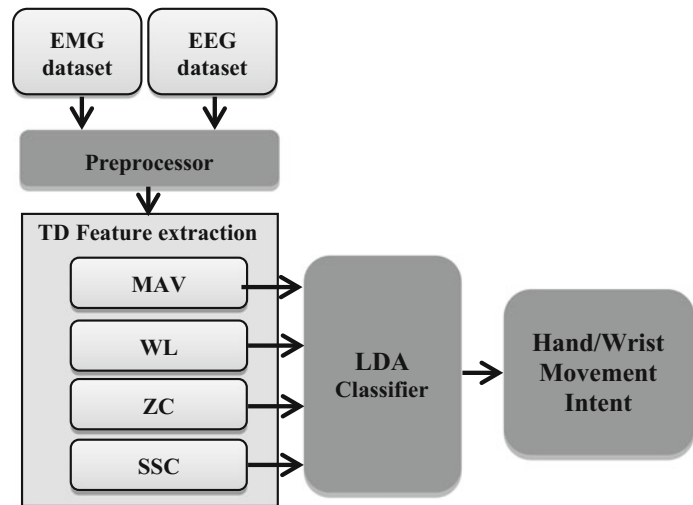 EMG
dataset
EEG
dataset
Preprocessor
TD Feature extraction
MAV
WL
ZC
SSC
LDA
Classifier
Hand/Wrist
Movement
Intent